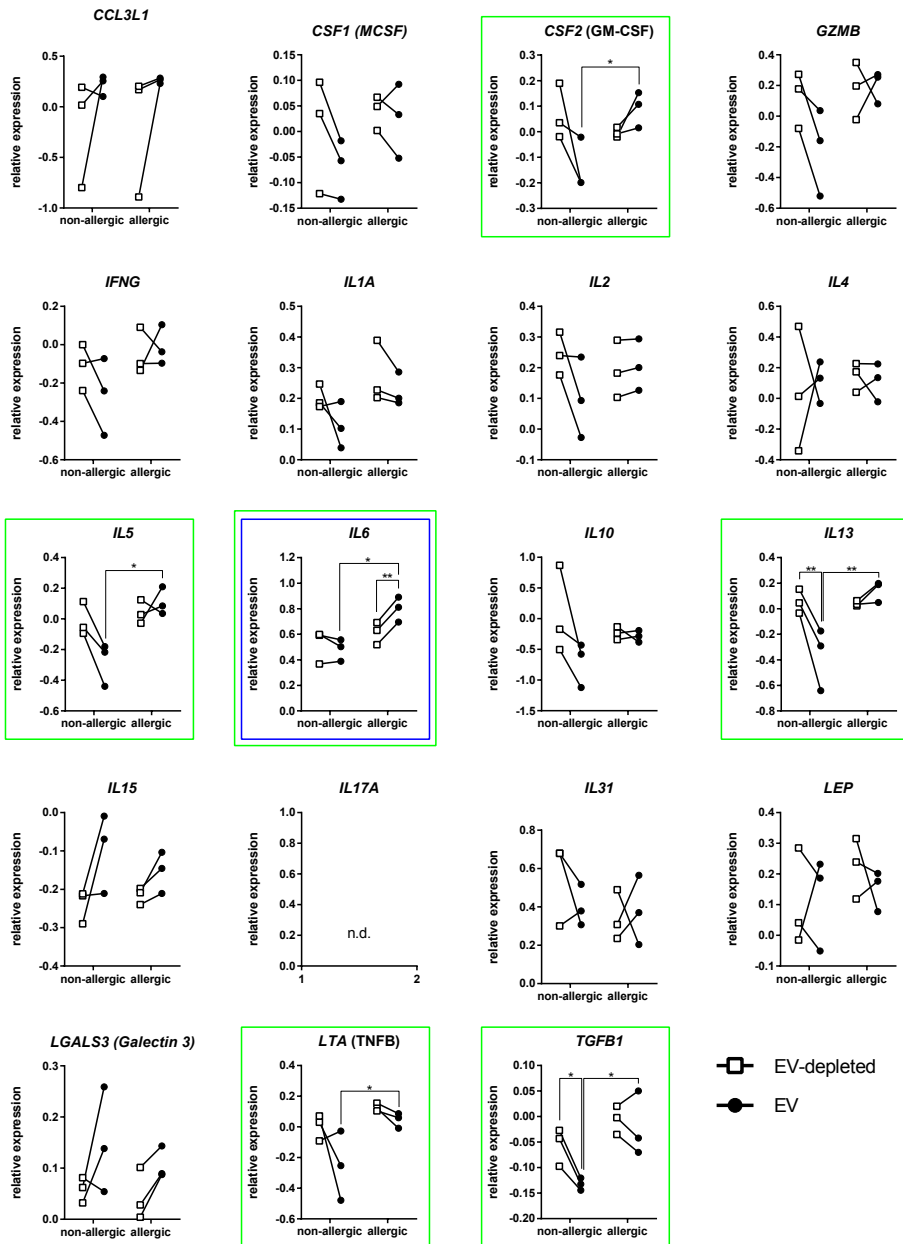 CCL3L1
relative expression
0.5
0.0
-0.5
-1.0
non-allergic allergic
CSF1 (MCSF)
relative expression
0.15
0.10
0.05
0.00
-0.05
-0.10
-0.15
non-allergic allergic
CSF2 (GM-CSF)
relative expression
0.3
0.2
0.1
0.0
-0.1
-0.2
-0.3
*
non-allergic allergic
GZMB
relative expression
0.4
0.2
0.0
-0.2
-0.4
-0.6
non-allergic allergic
IFNG
relative expression
0.2
0.0
-0.2
-0.4
-0.6
non-allergic allergic
IL1A
relative expression
0.5
0.4
0.3
0.2
0.1
0.0
non-allergic allergic
IL2
relative expression
0.4
0.3
0.2
0.1
0.0
-0.1
non-allergic allergic
IL4
relative expression
0.6
0.4
0.2
0.0
-0.2
-0.4
non-allergic allergic
IL5
relative expression
0.4
0.2
0.0
-0.2
-0.4
-0.6
*
non-allergic allergic
IL6
relative expression
1.2
1.0
0.8
0.6
0.4
0.2
0.0
*
**
non-allergic allergic
IL10
relative expression
1.0
0.5
0.0
-0.5
-1.0
-1.5
non-allergic allergic
IL13
relative expression
0.4
0.2
0.0
-0.2
-0.4
-0.6
-0.8
** **
non-allergic allergic
IL15
relative expression
0.0
-0.1
-0.2
-0.3
-0.4
non-allergic allergic
IL17A
relative expression
1.0
0.8
0.6
0.4
0.2
0.0
n.d.
1 2
IL31
relative expression
0.8
0.6
0.4
0.2
0.0
non-allergic allergic
LEP
relative expression
0.4
0.3
0.2
0.1
0.0
-0.1
non-allergic allergic
LGALS3 (Galectin 3)
relative expression
0.3
0.2
0.1
0.0
non-allergic allergic
LTA (TNFB)
relative expression
0.4
0.2
0.0
-0.2
-0.4
-0.6
*
non-allergic allergic
TGFB1
relative expression
0.10
0.05
0.00
-0.05
-0.10
-0.15
-0.20
* *
non-allergic allergic
EV-depleted
EV